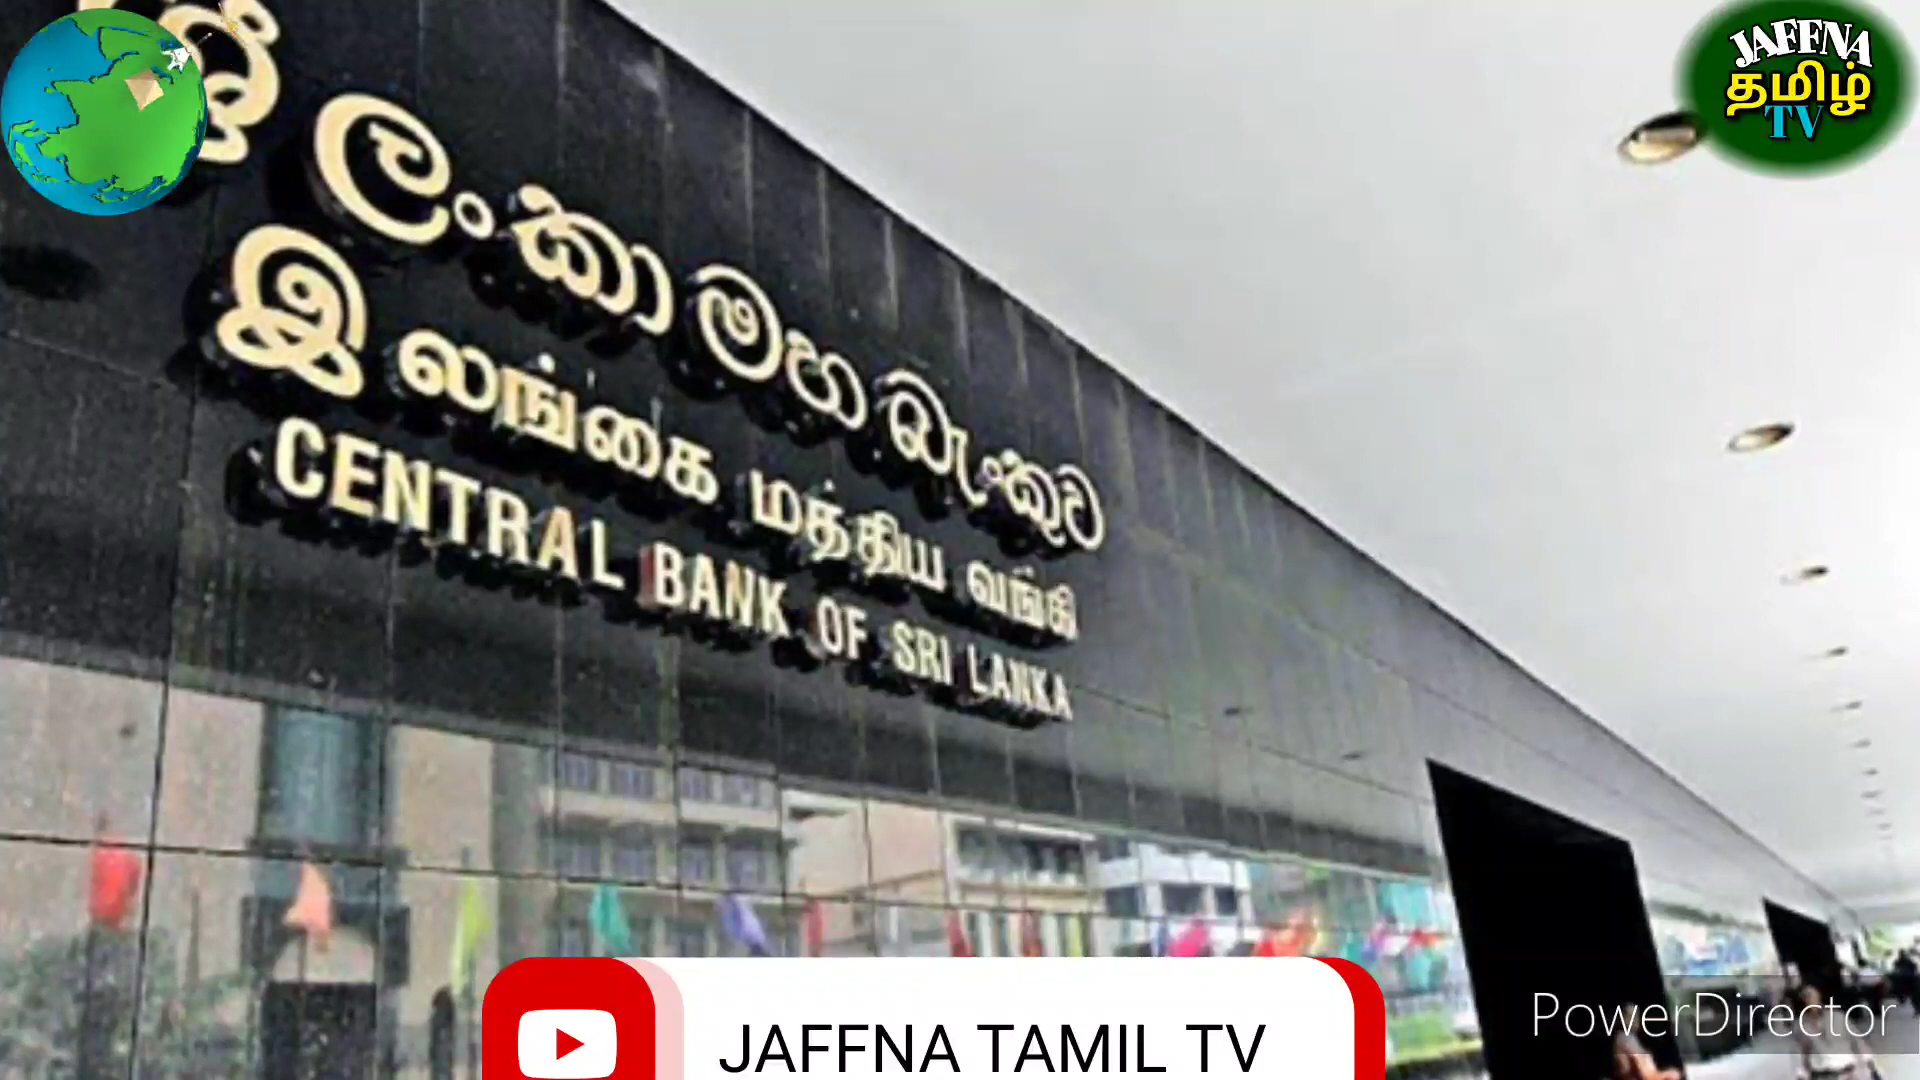 ශ්‍රී ලංකා මහ බැංකුව
இலங்கை மத்திய வங்கி
CENTRAL BANK OF SRI LANKA
JAFFNA
தமிழ்
TV
JAFFNA TAMIL TV
PowerDirector